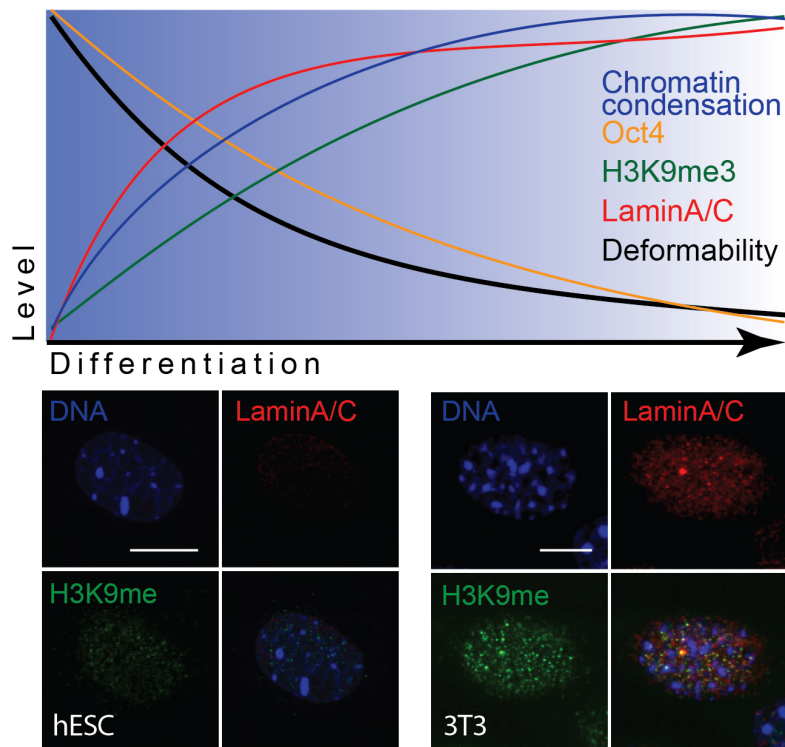 Chromatin
condensation
Oct4
H3K9me3
LaminA/C
Deformability
Level
Differentiation
DNA
LaminA/C
DNA
LaminA/C
H3K9me
hESC
H3K9me
3T3